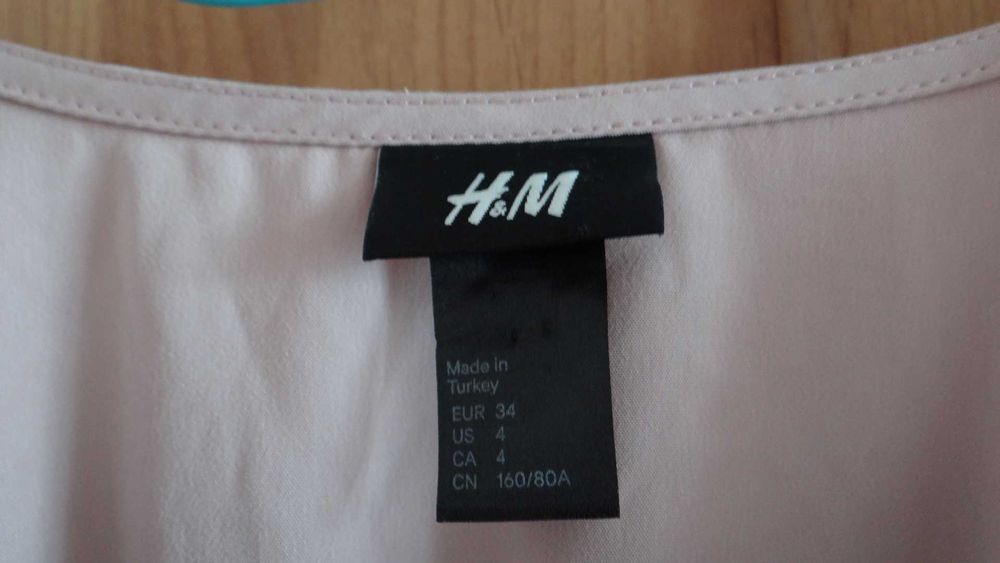 H&M
Made in
Turkey
EUR 34
US 4
CA 4
CN 160/80A